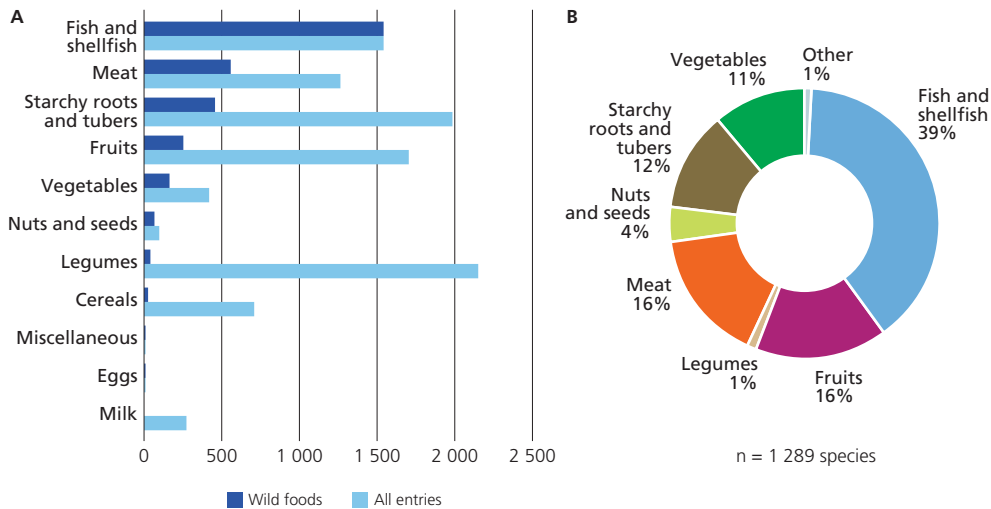 A
Fish and
shellfish
Meat
Starchy roots
and tubers
Fruits
Vegetables
Nuts and seeds
Legumes
Cereals
Miscellaneous
Eggs
Milk
0
500
1 000
1 500
2 000
2 500
Wild foods
All entries
B
Other
1%
Fish and
shellfish
39%
Fruits
16%
Legumes
1%
Meat
16%
Nuts
and seeds
4%
Starchy
roots and
tubers
12%
Vegetables
11%
n = 1 289 species